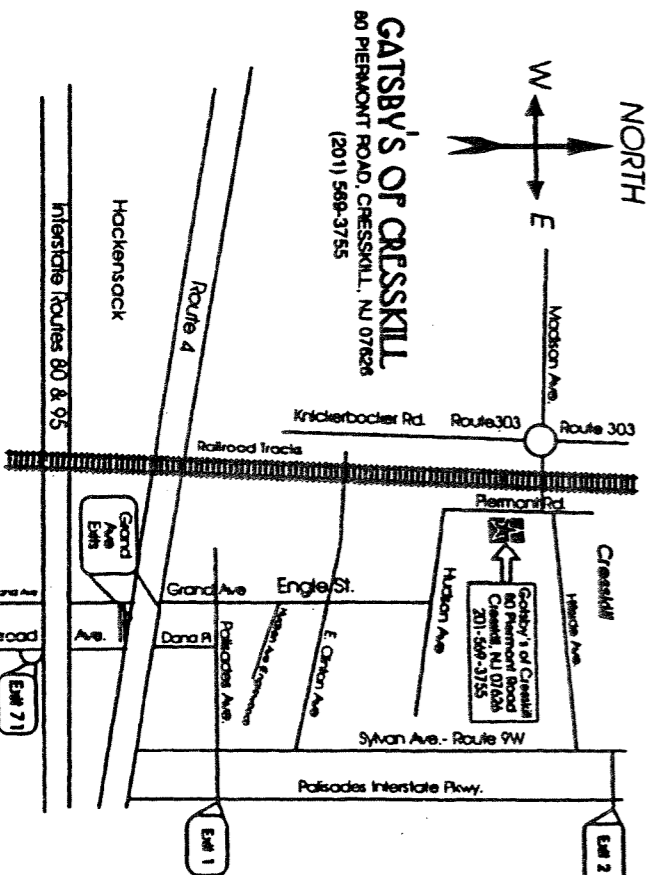 NORTH
W
E
GATSBY'S OF CRESSKILL
80 PIERMONT ROAD, CRESSKILL, NJ 07626
(201) 569-3755
Madison Ave.
Knickerbocker Rd.
Route 303
Route 303
Railroad Tracks
Piermont Rd.
Cresskill
Hillside Ave.
Gatsby's of Cresskill
80 Piermont Road
Cresskill, NJ 07626
201-569-3755
Hudson Ave
Engle St.
E. Clinton Ave
Grand Ave
Dana Pl
Palisades Ave.
Sylvan Ave. - Route 9W
Palisades Interstate Pkwy.
Exit 2
Exit 1
Route 4
Hackensack
Interstate Routes 80 & 95
Grand
Ave
Exits
Ave.
Exit 71